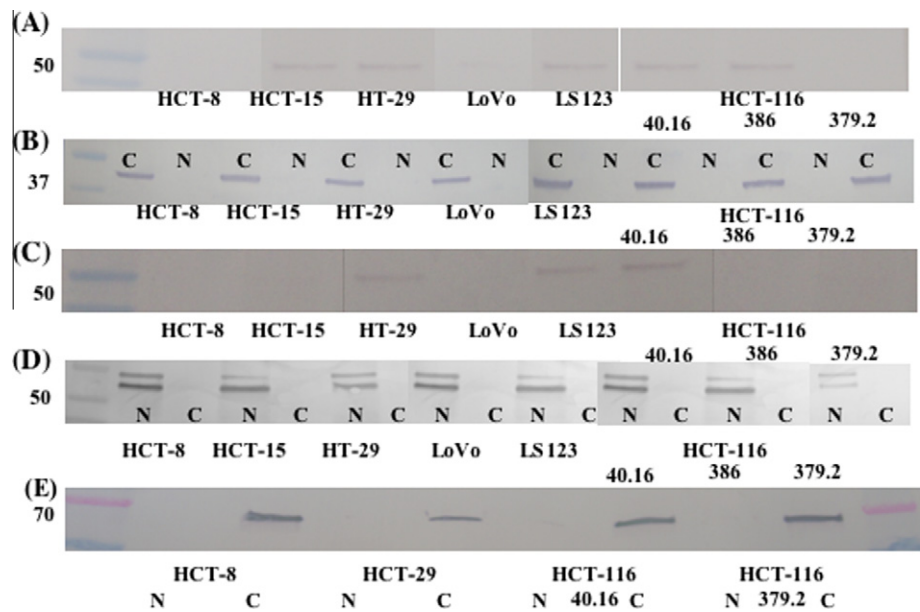 (A)
50
HCT-8 HCT-15 HT-29 LoVo LS123 HCT-116
40.16 386 379.2
(B)
C N C N C N C N C N C N C N C
37
HCT-8 HCT-15 HT-29 LoVo LS123 HCT-116
40.16 386 379.2
(C)
50
HCT-8 HCT-15 HT-29 LoVo LS123 HCT-116
40.16 386 379.2
(D)
50
N C N C N C N C N C N C N N C
HCT-8 HCT-15 HT-29 LoVo LS123 HCT-116
40.16 386 379.2
(E)
70
HCT-8 HCT-29 HCT-116 HCT-116
N C N C N 40.16 C N 379.2 C